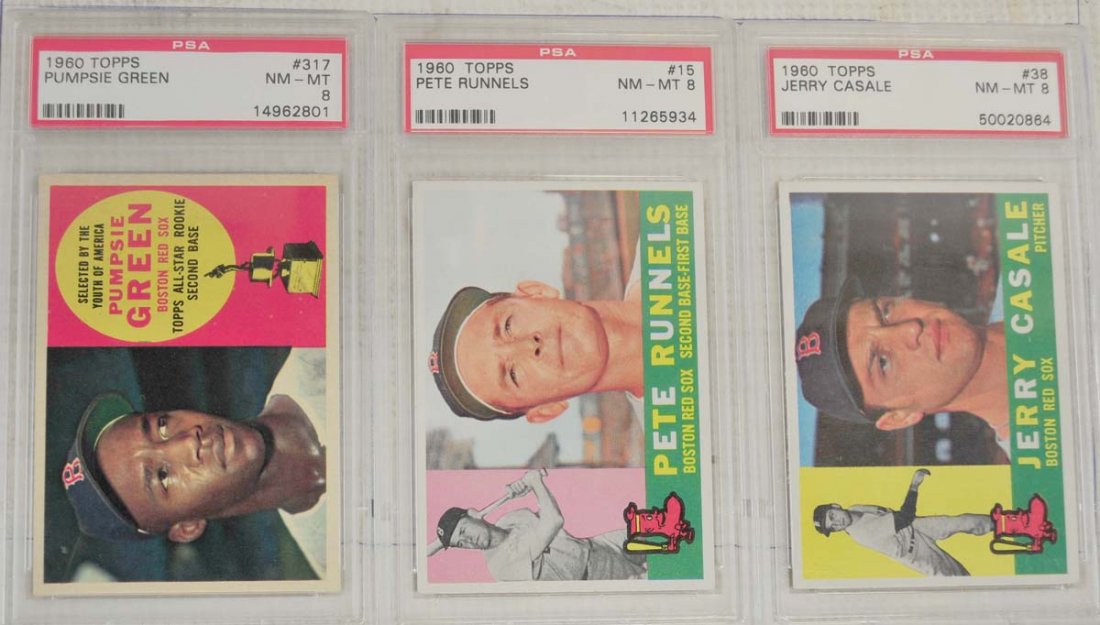 PSA
1960 TOPPS #317
PUMPSIE GREEN NM – MT
8
14962801
SELECTED BY THE
YOUTH OF AMERICA
PUMPSIE
GREEN
BOSTON RED SOX
TOPPS ALL-STAR ROOKIE
SECOND BASE
B
PSA
1960 TOPPS #15
PETE RUNNELS NM – MT 8
11265934
B
PETE RUNNELS
BOSTON RED SOX SECOND BASE-FIRST BASE
PSA
1960 TOPPS #38
JERRY CASALE NM – MT 8
50020864
B
JERRY CASALE
BOSTON RED SOX PITCHER